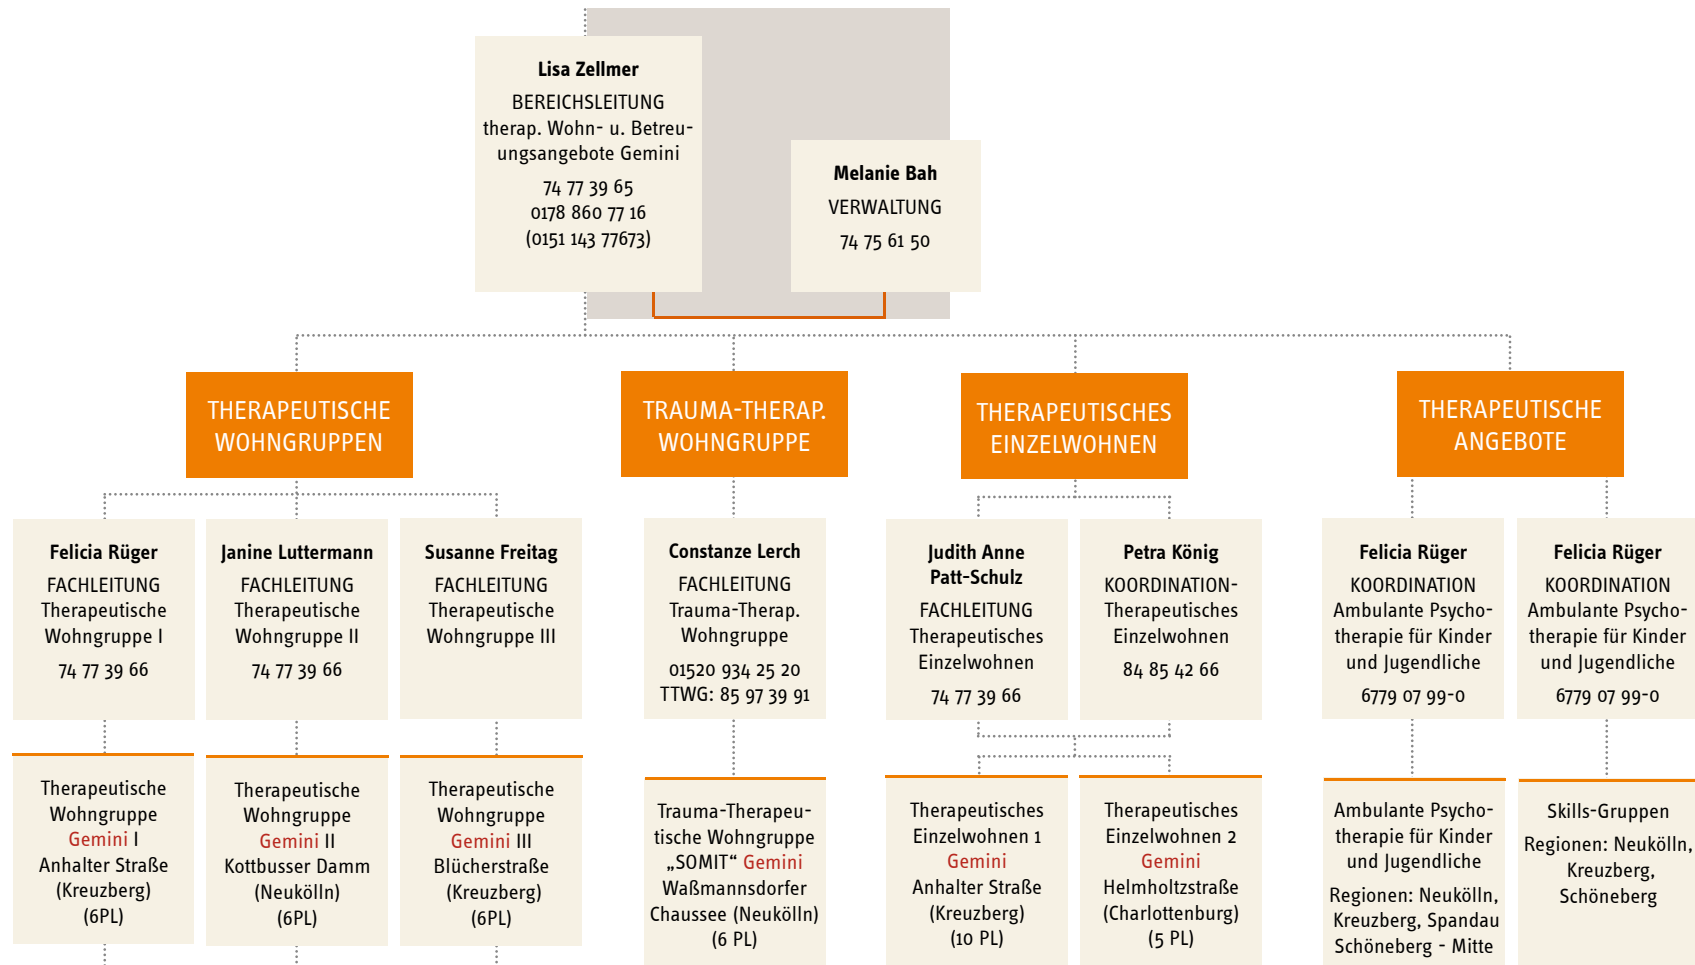 Lisa Zellmer
BEREICHSLEITUNG
therap. Wohn- u. Betreu-
ungsangebote Gemini
74 77 39 65
0178 860 77 16
(0151 143 77673)
Melanie Bah
VERWALTUNG
74 75 61 50
THERAPEUTISCHE
WOHNGRUPPEN
TRAUMA-THERAP.
WOHNGRUPPE
THERAPEUTISCHES
EINZELWOHNEN
THERAPEUTISCHE
ANGEBOTE
Felicia Rüger
FACHLEITUNG
Therapeutische
Wohngruppe I
74 77 39 66
Janine Luttermann
FACHLEITUNG
Therapeutische
Wohngruppe II
74 77 39 66
Susanne Freitag
FACHLEITUNG
Therapeutische
Wohngruppe III
Constanze Lerch
FACHLEITUNG
Trauma-Therap.
Wohngruppe
01520 934 25 20
TTWG: 85 97 39 91
Judith Anne
Patt-Schulz
FACHLEITUNG
Therapeutisches
Einzelwohnen
74 77 39 66
Petra König
KOORDINATION-
Therapeutisches
Einzelwohnen
84 85 42 66
Felicia Rüger
KOORDINATION
Ambulante Psycho-
therapie für Kinder
und Jugendliche
6779 07 99-0
Felicia Rüger
KOORDINATION
Ambulante Psycho-
therapie für Kinder
und Jugendliche
6779 07 99-0
Therapeutische
Wohngruppe
Gemini I
Anhalter Straße
(Kreuzberg)
(6PL)
Therapeutische
Wohngruppe
Gemini II
Kottbusser Damm
(Neukölln)
(6PL)
Therapeutische
Wohngruppe
Gemini III
Blücherstraße
(Kreuzberg)
(6PL)
Trauma-Therapeu-
tische Wohngruppe
„SOMIT“ Gemini
Waßmannsdorfer
Chaussee (Neukölln)
(6 PL)
Therapeutisches
Einzelwohnen 1
Gemini
Anhalter Straße
(Kreuzberg)
(10 PL)
Therapeutisches
Einzelwohnen 2
Gemini
Helmholtzstraße
(Charlottenburg)
(5 PL)
Ambulante Psycho-
therapie für Kinder
und Jugendliche
Regionen: Neukölln,
Kreuzberg, Spandau
Schöneberg - Mitte
Skills-Gruppen
Regionen: Neukölln,
Kreuzberg,
Schöneberg